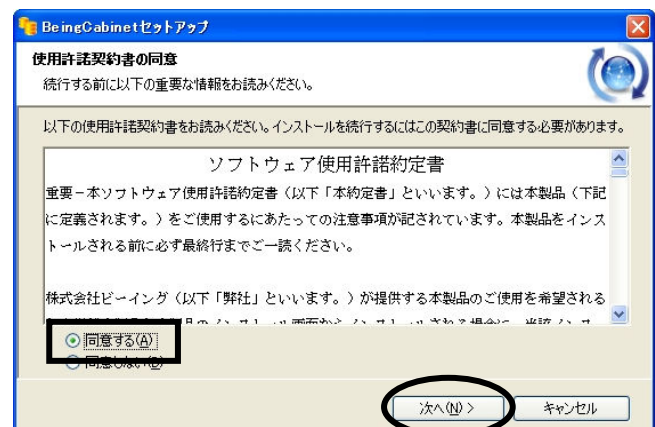 BeingCabinetセットアップ
使用許諾契約書の同意
続行する前に以下の重要な情報をお読みください。
以下の使用許諾契約書をお読みください。インストールを続行するにはこの契約書に同意する必要があります。
ソフトウェア使用許諾約定書
重要－本ソフトウェア使用許諾約定書（以下「本約定書」といいます。）には本製品（下記
に定義されます。）をご使用するにあたっての注意事項が記されています。本製品をインス
トールされる前に必ず最終行までご一読ください。
株式会社ビーイング（以下「弊社」といいます。）が提供する本製品のご使用を希望される
同意する(A)
同意しない(D)
次へ(N) >
キャンセル